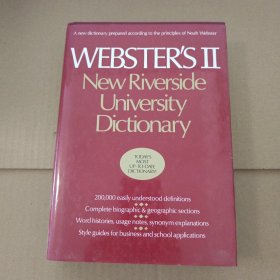 A new dictionary prepared according to the principles of Noah Webster
WEBSTER'S II
New Riverside
University
Dictionary
TODAY'S
MOST
UP-TO-DATE
DICTIONARY!
200,000 easily understood definitions
Complete biographic & geographic sections
Word histories, usage notes, synonym explanations
Style guides for business and school applications